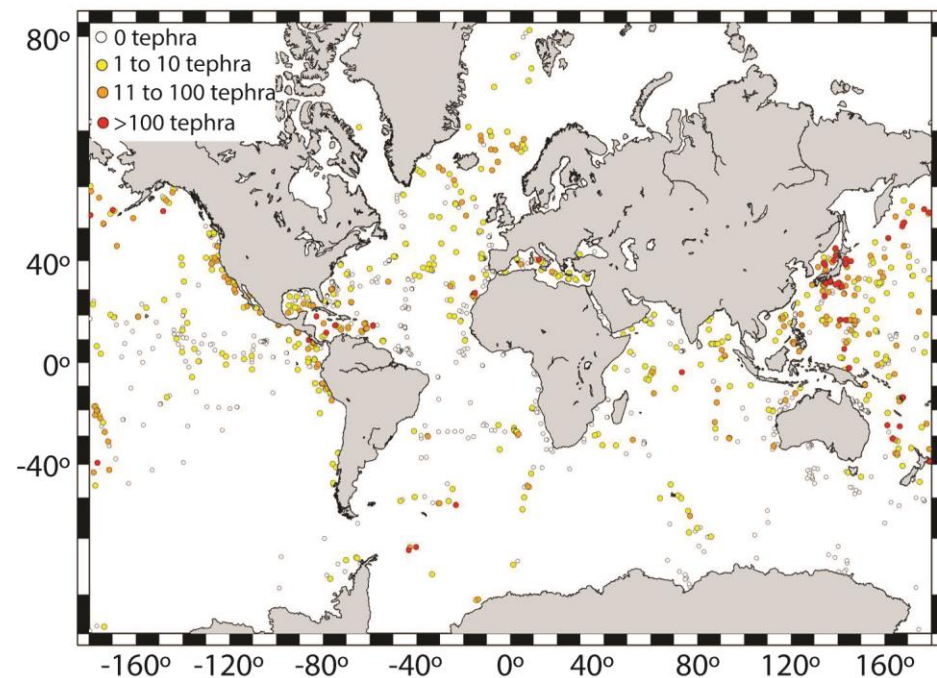 80º
0 tephra
1 to 10 tephra
11 to 100 tephra
>100 tephra
40º
0º
-40º
-160º -120º -80º -40º 0º 40º 80º 120º 160º